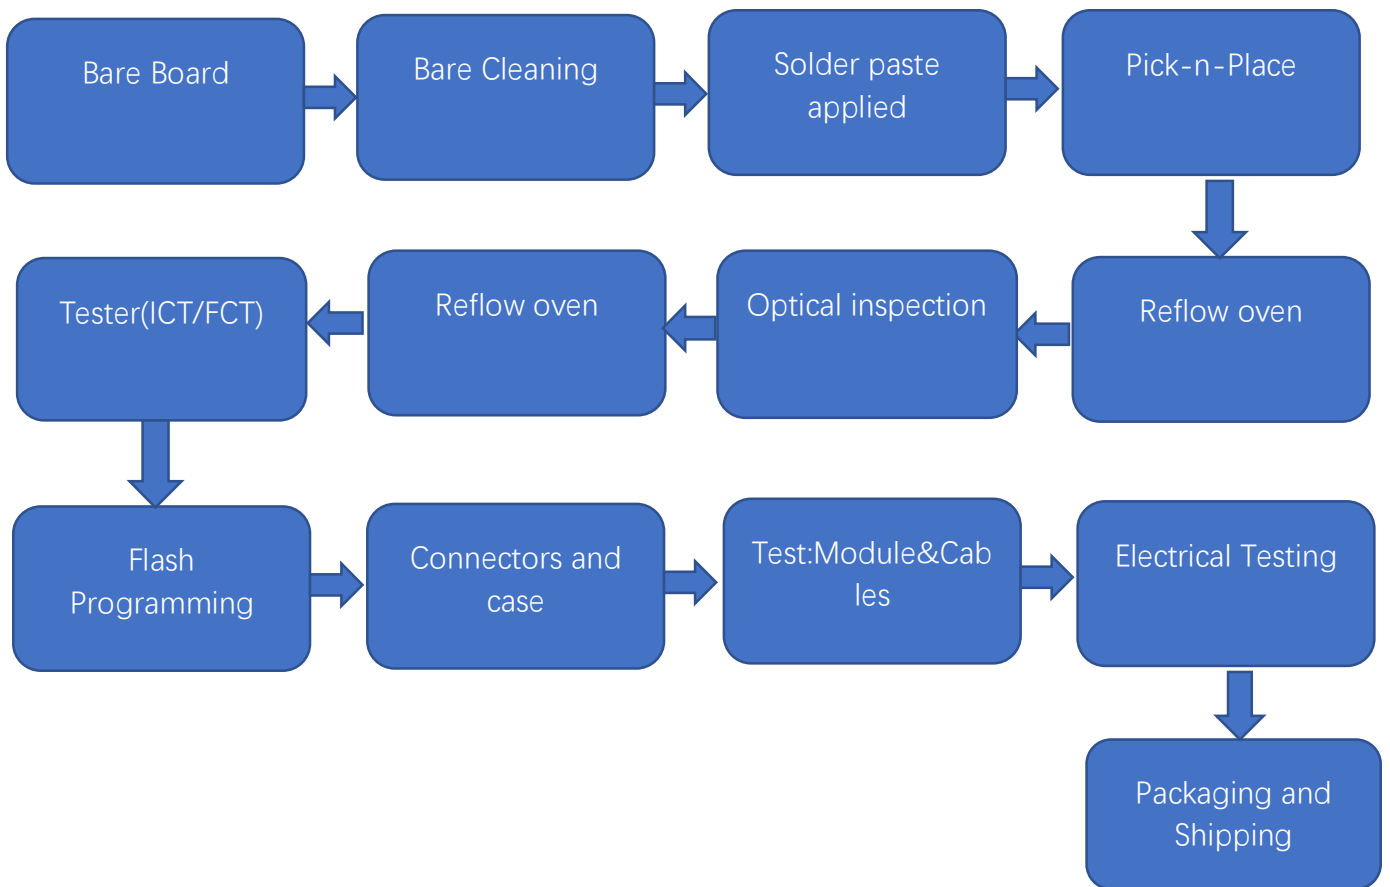 Bare Board
Bare Cleaning
Solder paste
applied
Pick-n-Place
Reflow oven
Optical inspection
Reflow oven
Tester(ICT/FCT)
Flash
Programming
Connectors and
case
Test:Module&Cab
les
Electrical Testing
Packaging and
Shipping